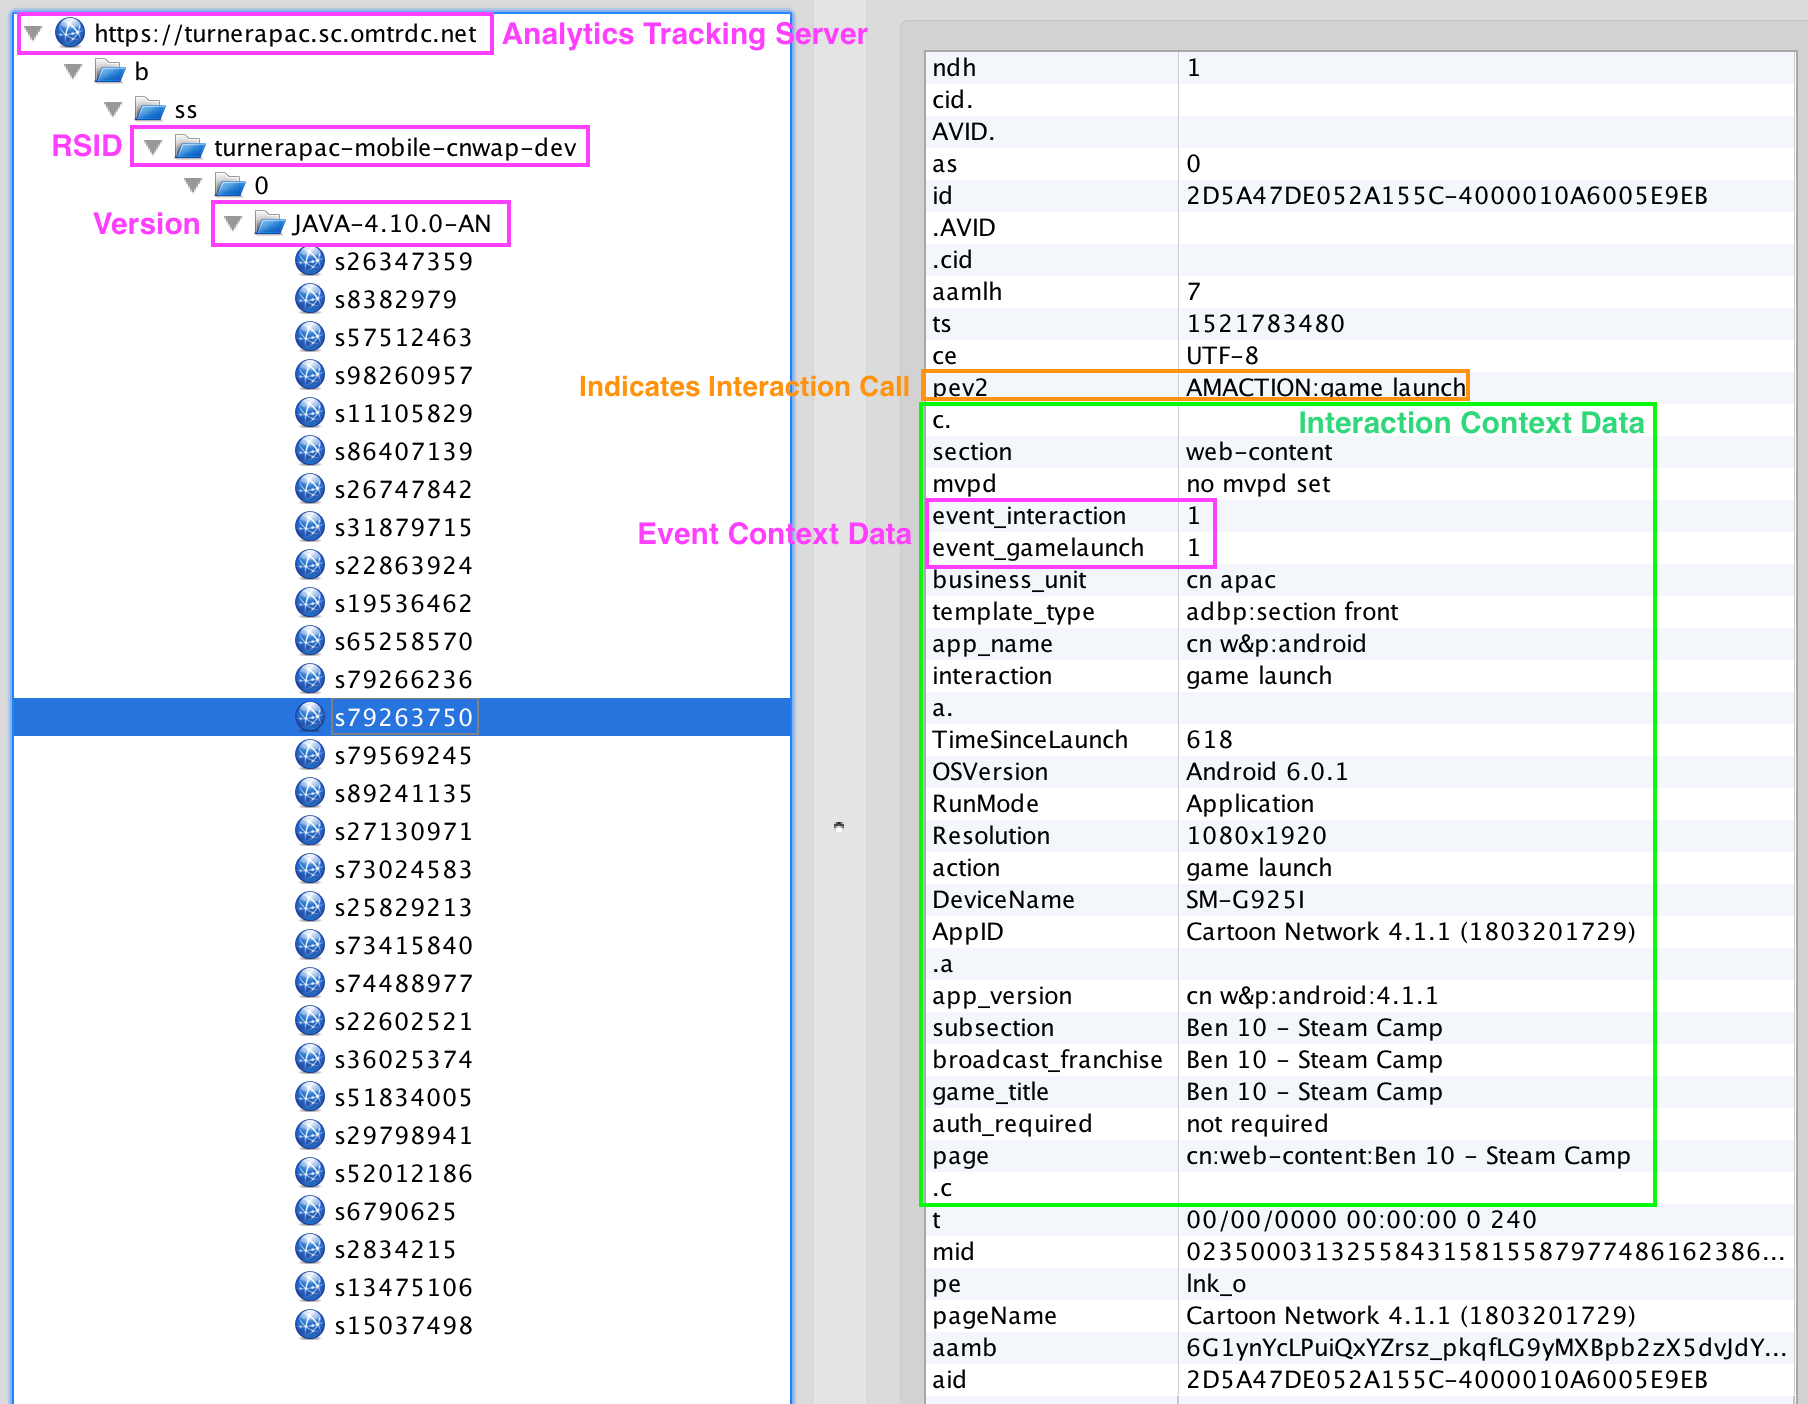 https://turnerapac.sc.omtrdc.net Analytics Tracking Server
b
ss
RSID turnerapac-mobile-cnwap-dev
0
Version JAVA-4.10.0-AN
s26347359
s8382979
s57512463
s98260957
s11105829
s86407139
s26747842
s31879715
s22863924
s19536462
s65258570
s79266236
s79263750
s79569245
s89241135
s27130971
s73024583
s25829213
s73415840
s74488977
s22602521
s36025374
s51834005
s29798941
s52012186
s6790625
s2834215
s13475106
s15037498
ndh 1
cid.
AVID.
as 0
id 2D5A47DE052A155C-4000010A6005E9EB
.AVID
.cid
aamlh 7
ts 1521783480
ce UTF-8
Indicates Interaction Call pev2 AMACTION:game launch
c. Interaction Context Data
section web-content
mvpd no mvpd set
Event Context Data
event_interaction 1
event_gamelaunch 1
business_unit cn apac
template_type adbp:section front
app_name cn w&p:android
interaction game launch
a.
TimeSinceLaunch 618
OSVersion Android 6.0.1
RunMode Application
Resolution 1080x1920
action game launch
DeviceName SM-G925I
AppID Cartoon Network 4.1.1 (1803201729)
.a
app_version cn w&p:android:4.1.1
subsection Ben 10 - Steam Camp
broadcast_franchise Ben 10 - Steam Camp
game_title Ben 10 - Steam Camp
auth_required not required
page cn:web-content:Ben 10 - Steam Camp
.c
t 00/00/0000 00:00:00 0 240
mid 02350003132558431581558797748616238​6...
pe lnk_o
pageName Cartoon Network 4.1.1 (1803201729)
aamb 6G1ynYcLPuiQxYZrsz_pkqfLG9yMXBpb2zX5dvJdY...
aid 2D5A47DE052A155C-4000010A6005E9EB